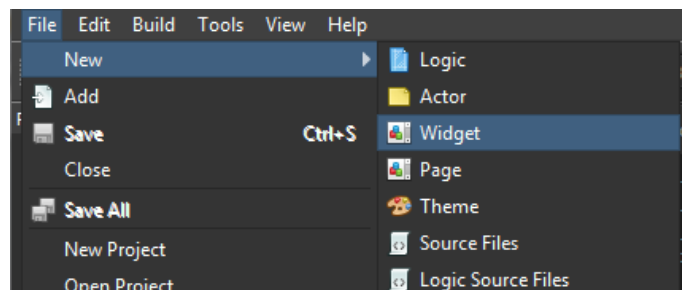 File Edit Build Tools View Help
New
Logic
Add
Actor
Save Ctrl+S
Widget
Close
Page
Save All
Theme
New Project
Source Files
Open Project
Logic Source Files